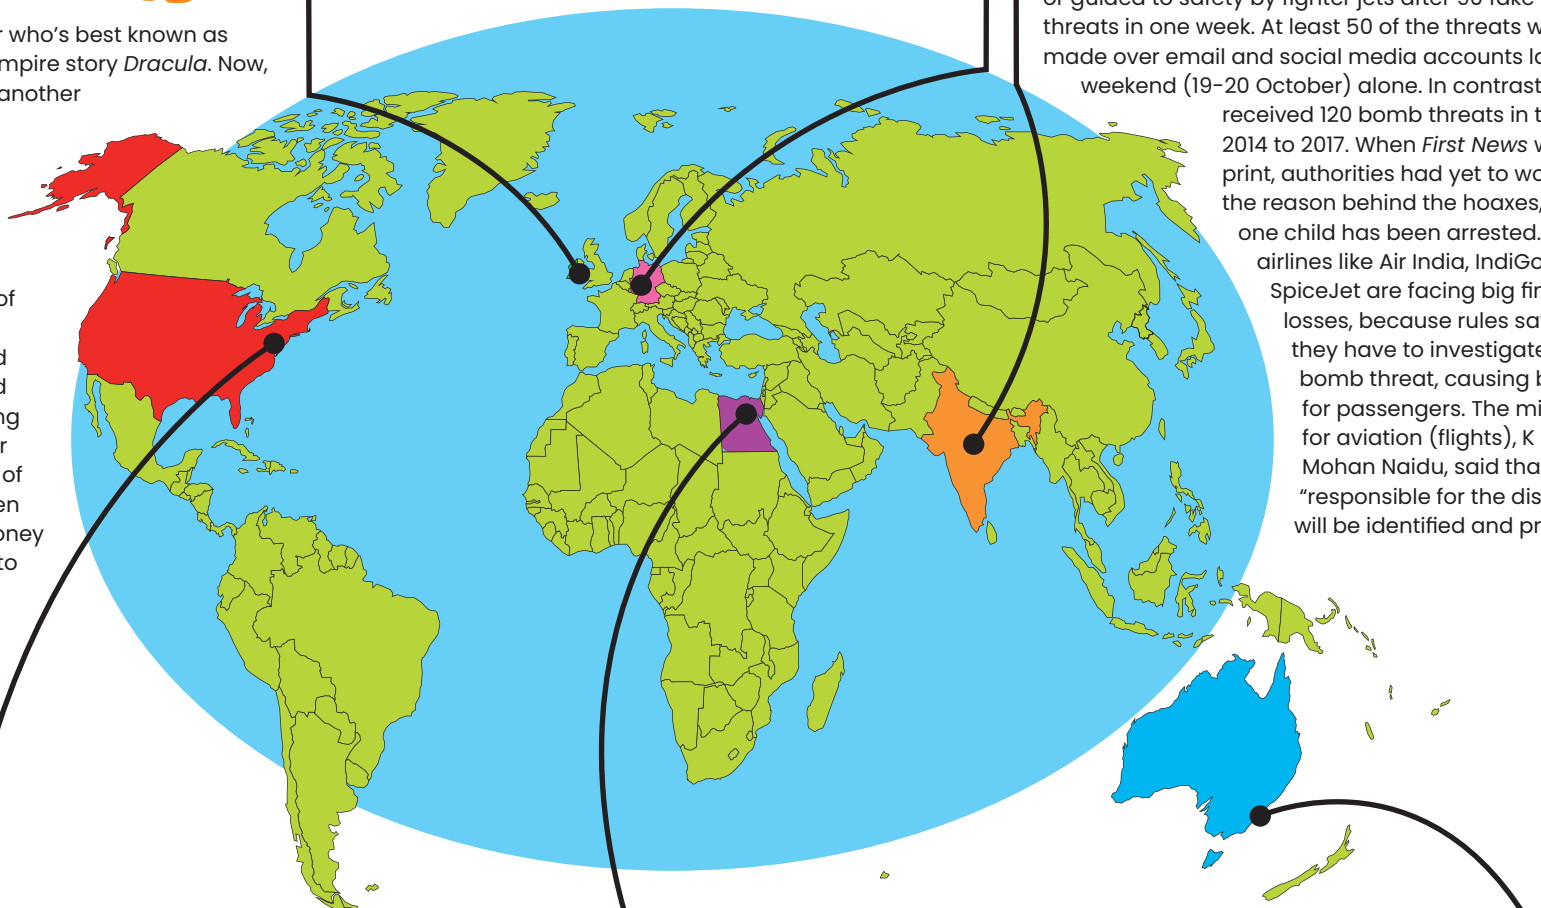 r who's best known as
mpire story Dracula. Now,
another
of
d
d
ng
r
of
en
oney
to
threats in one week. At least 50 of the threats w
made over email and social media accounts la
weekend (19-20 October) alone. In contrast
received 120 bomb threats in t
2014 to 2017. When First News w
print, authorities had yet to wo
the reason behind the hoaxes,
one child has been arrested.
airlines like Air India, IndiGo
SpiceJet are facing big fin
losses, because rules sa
they have to investigate
bomb threat, causing
for passengers. The mi
for aviation (flights), K
Mohan Naidu, said tha
“responsible for the dis
will be identified and pr